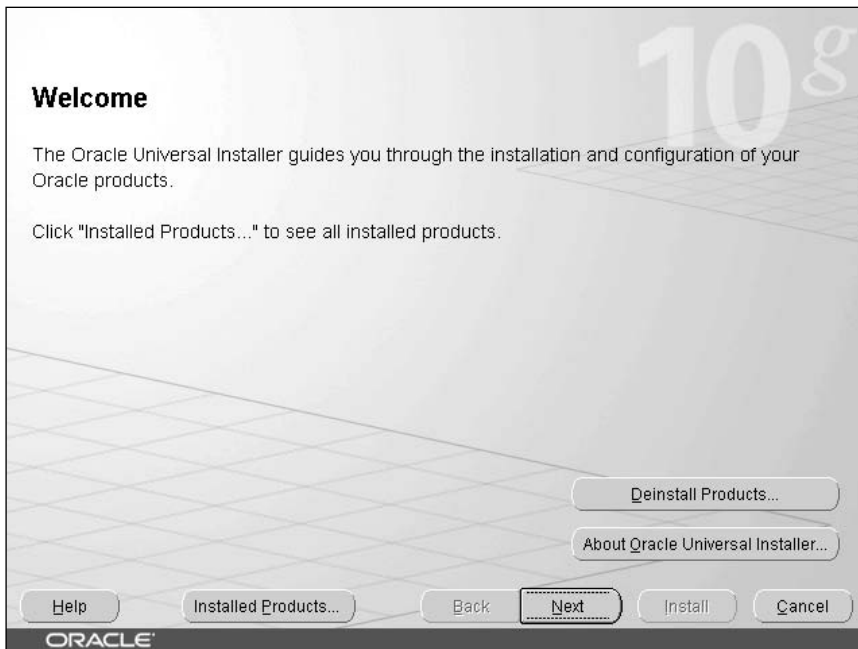 10g
Welcome
The Oracle Universal Installer guides you through the installation and configuration of your
Oracle products.
Click "Installed Products..." to see all installed products.
Deinstall Products...
About Oracle Universal Installer...
Help
Installed Products...
Back
Next
Install
Cancel
ORACLE